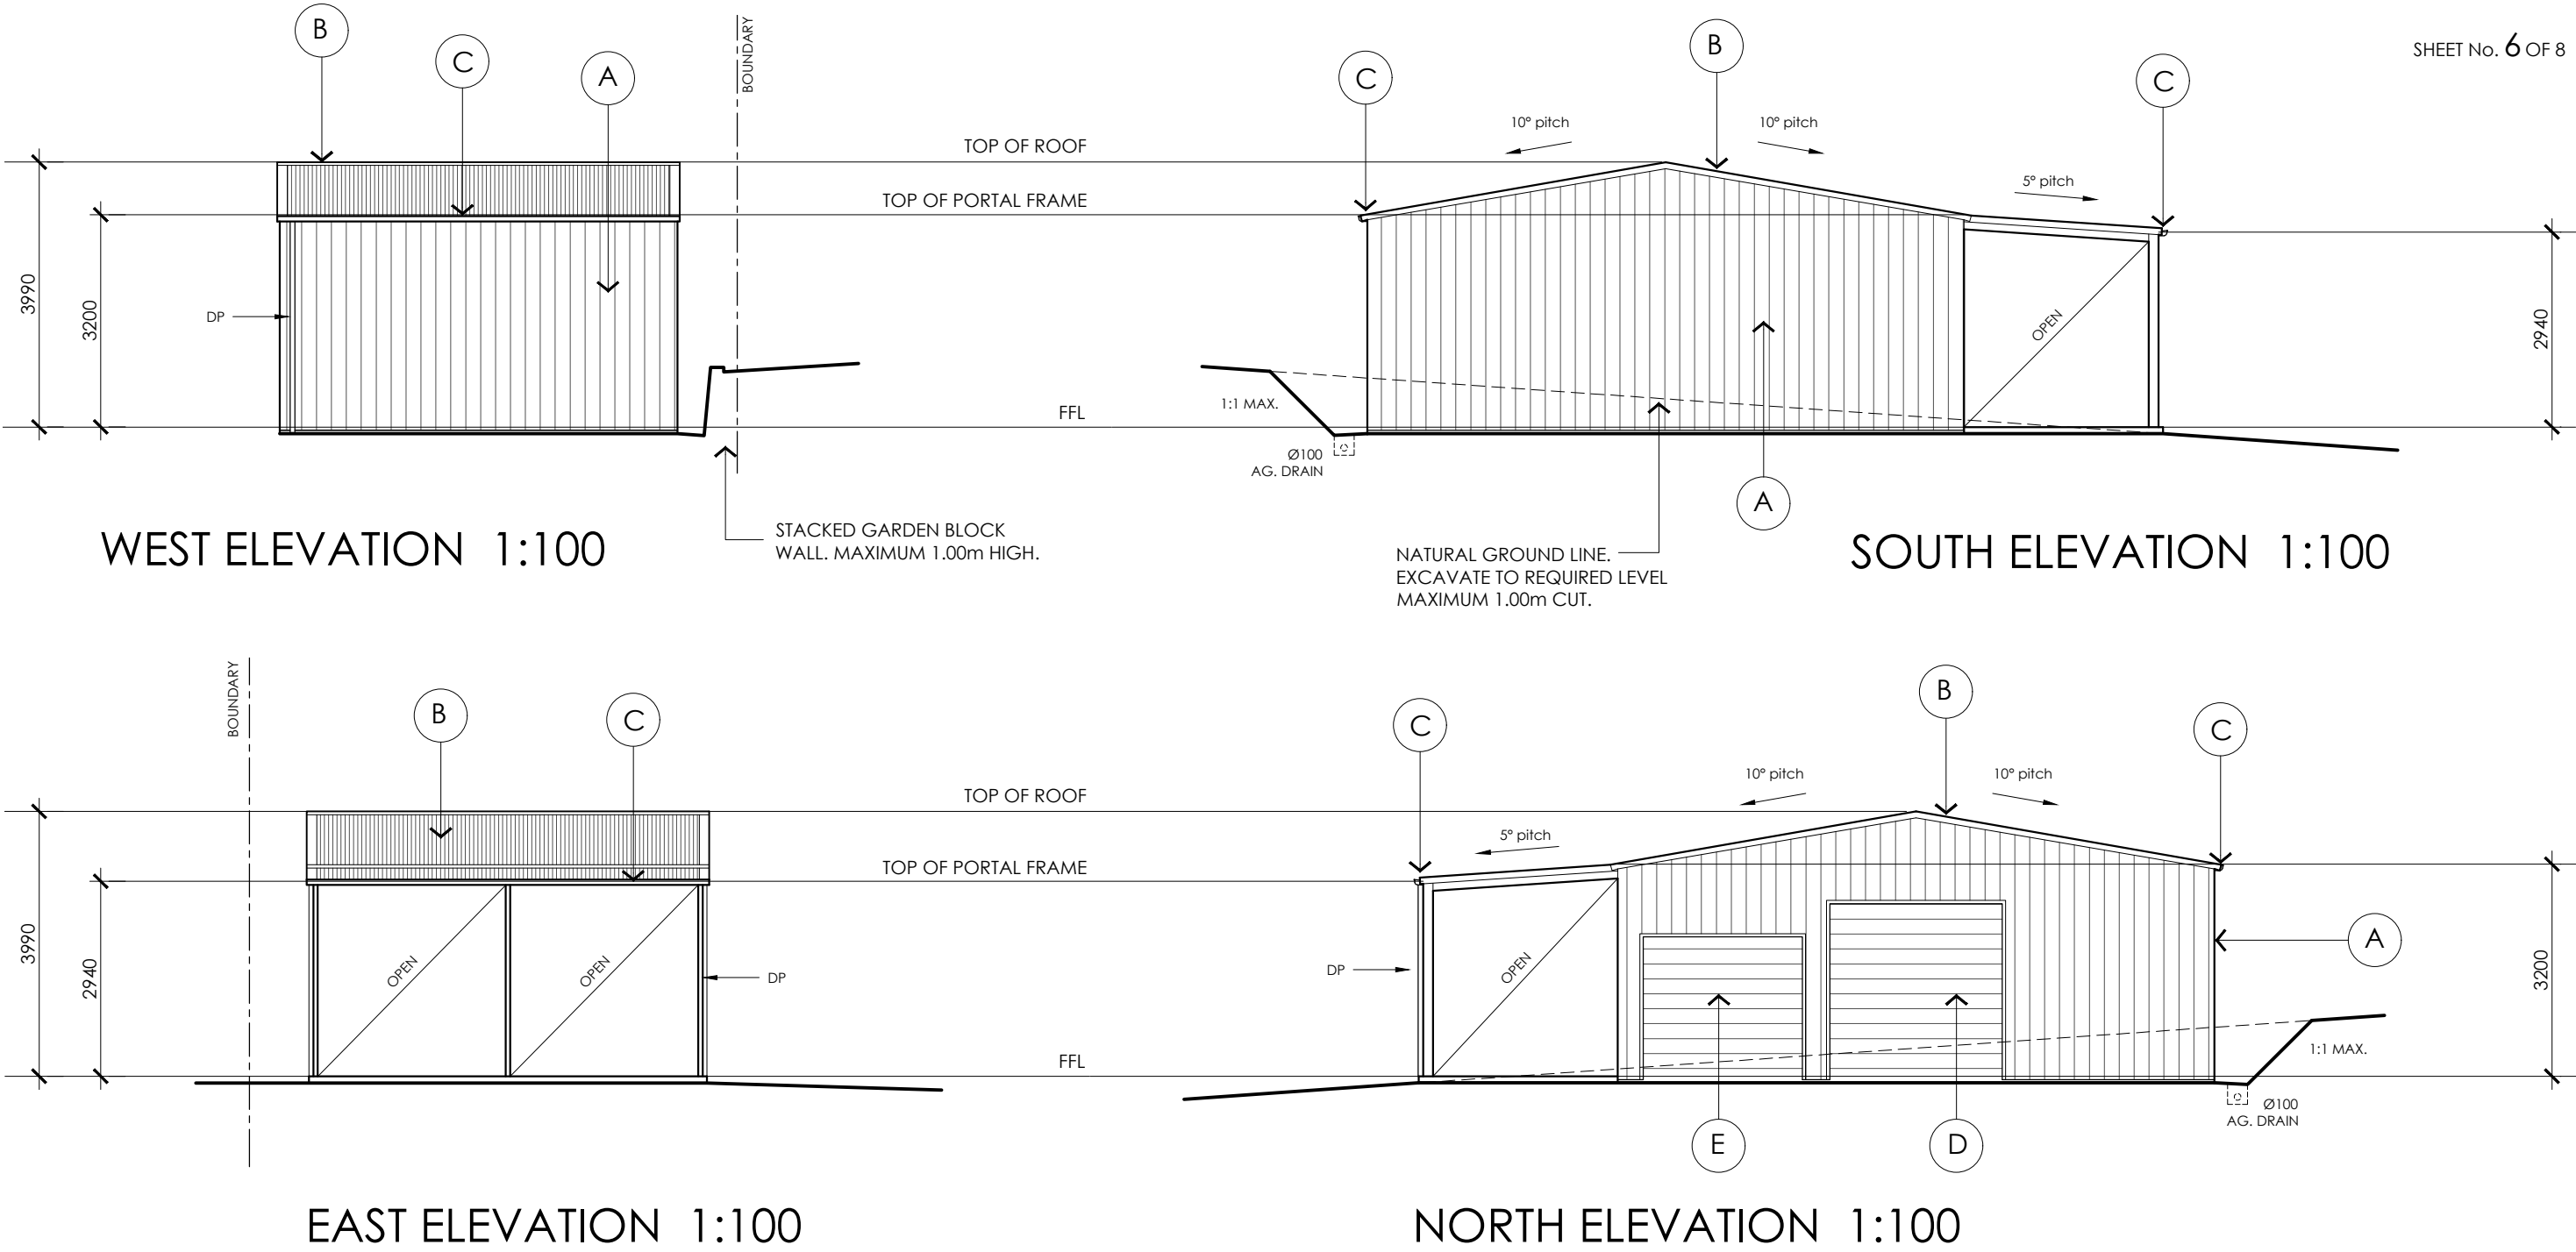 SHEET No. 6 OF 8
B
C
A
BOUNDARY
TOP OF ROOF
TOP OF PORTAL FRAME
3990
3200
DP
FFL
STACKED GARDEN BLOCK
WALL. MAXIMUM 1.00m HIGH.
WEST ELEVATION 1:100
C
B
C
10° pitch
10° pitch
5° pitch
OPEN
2940
1:1 MAX.
Ø100
AG. DRAIN
A
NATURAL GROUND LINE.
EXCAVATE TO REQUIRED LEVEL
MAXIMUM 1.00m CUT.
SOUTH ELEVATION 1:100
BOUNDARY
B
C
TOP OF ROOF
TOP OF PORTAL FRAME
3990
2940
OPEN
OPEN
DP
FFL
EAST ELEVATION 1:100
C
B
C
10° pitch
10° pitch
5° pitch
DP
OPEN
A
3200
1:1 MAX.
Ø100
AG. DRAIN
E
D
NORTH ELEVATION 1:100